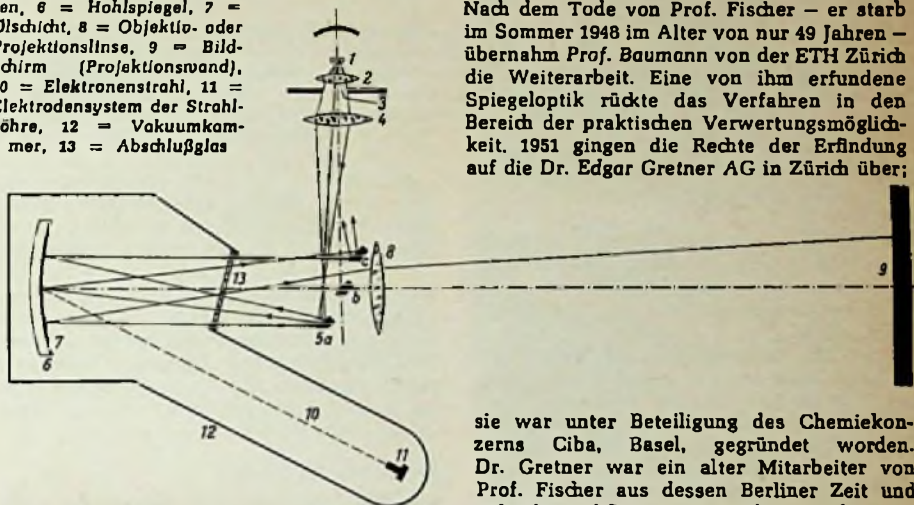 en, 6 = Hohlspiegel, 7 =
Ölschicht, 8 = Objektiv- oder
Projektionslinse, 9 = Bild-
chirm (Projektionswand),
0 = Elektronenstrahl, 11 =
Elektrodensystem der Strahl-
öhre, 12 = Vakuumkam-
mer, 13 = Abschlußglas
Nach dem Tode von Prof. Fischer — er starb
im Sommer 1948 im Alter von nur 49 Jahren —
übernahm Prof. Baumann von der ETH Zürich
die Weiterarbeit. Eine von ihm erfundene
Spiegeloptik rückte das Verfahren in den
Bereich der praktischen Verwertungsmöglich-
keit. 1951 gingen die Rechte der Erfindung
auf die Dr. Edgar Gretner AG in Zürich über;
1
2
3
4
c
8
13
b
9
5a
7
6
10
12
11
sie war unter Beteiligung des Chemiekon-
zerns Ciba, Basel, gegründet worden.
Dr. Gretner war ein alter Mitarbeiter von
Prof. Fischer aus dessen Berliner Zeit und